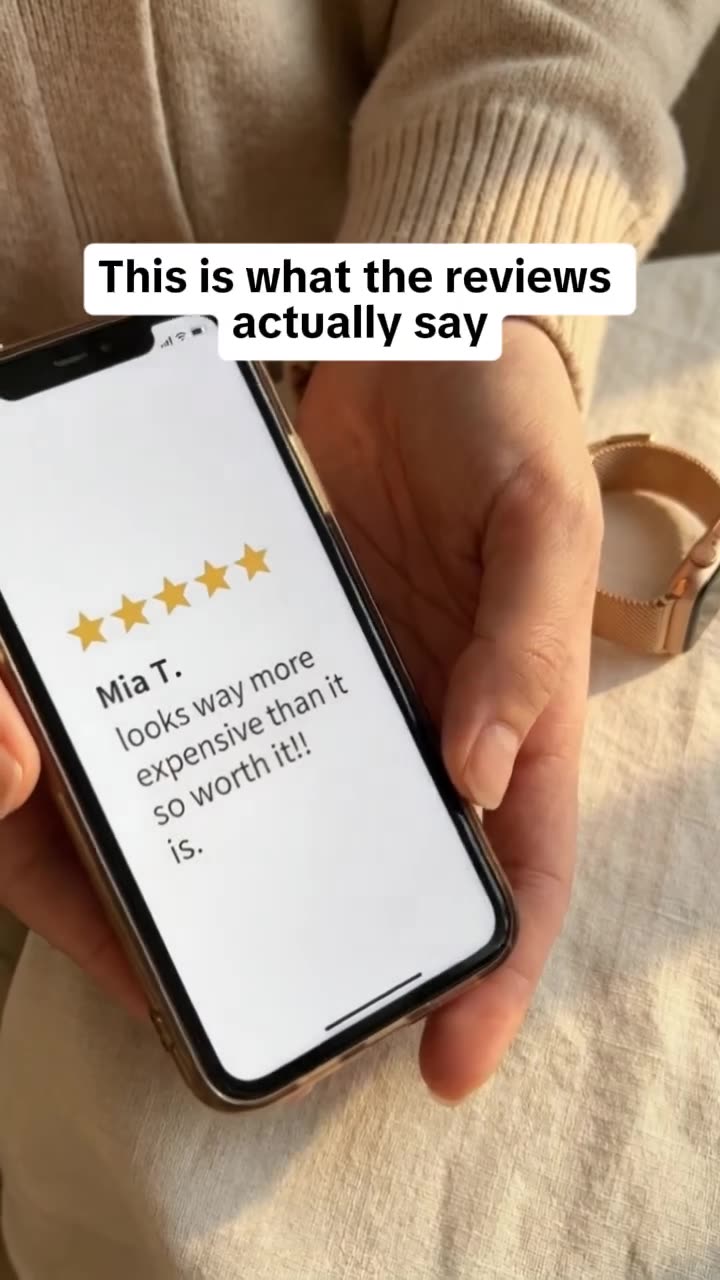 This is what the reviews
actually say
Mia T.
looks way more
expensive than it
so worth it!!
is.